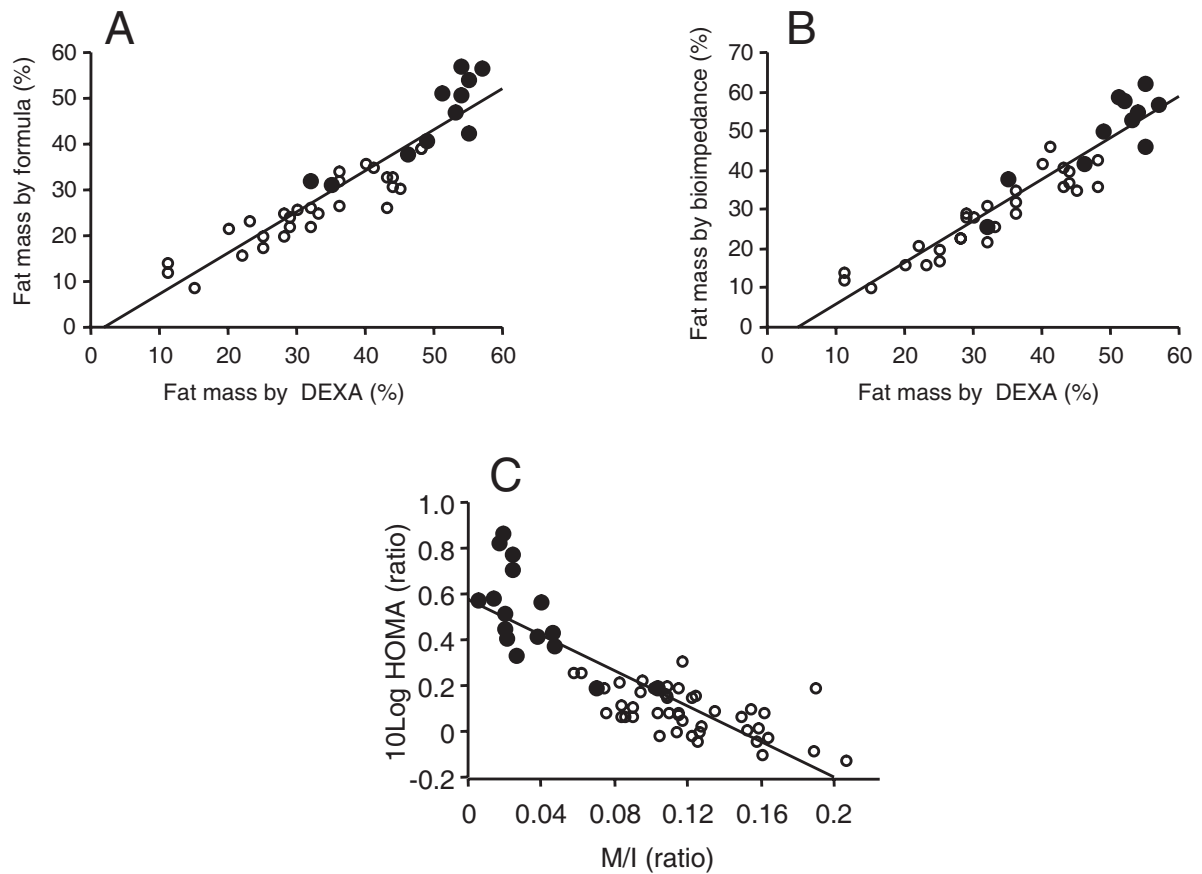 A
Fat mass by formula (%)
60
50
40
30
20
10
0
0 10 20 30 40 50 60
Fat mass by DEXA (%)
B
Fat mass by bioimpedance (%)
70
60
50
40
30
20
10
0
0 10 20 30 40 50 60
Fat mass by DEXA (%)
C
10Log HOMA (ratio)
1.0
0.8
0.6
0.4
0.2
0
-0.2
0 0.04 0.08 0.12 0.16 0.2
M/I (ratio)